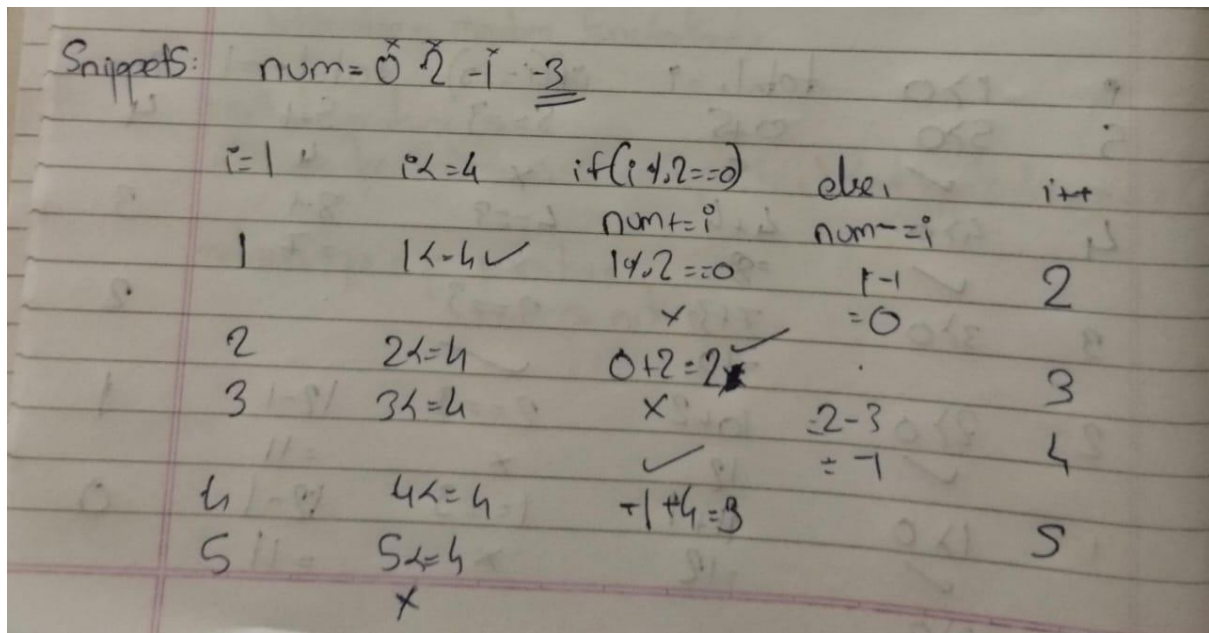 Snippets: num= 0 2 -1 -3
i=1 i<=4 if(i%2==0) else, i++
num+=i num-=i
1 1<=4 ✓ 1%2==0 1-1 2
x =0
2 2<=4 0+2=2 ✓ 3
3 3<=4 x =2-3 4
✓ =-1
4 4<=4 -1+4=3 5
5 5<=4
x